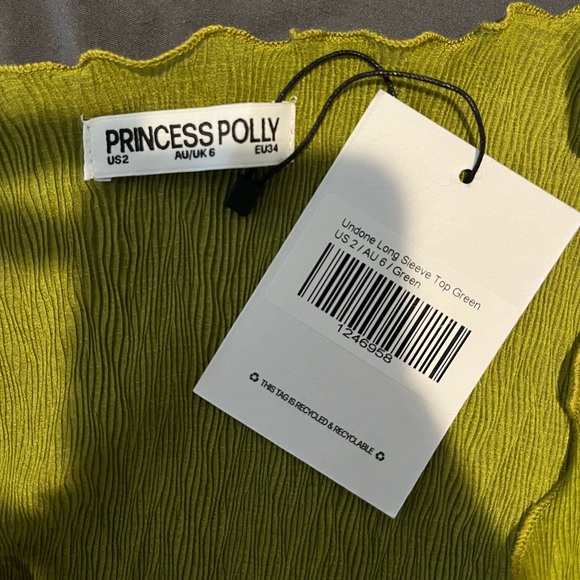 PRINCESS POLLY
US2 AU/UK 6 EU34
Undone Long Sleeve Top Green
US 2 / AU 6 / Green
1246958
THIS TAG IS RECYCLED & RECYCLABLE